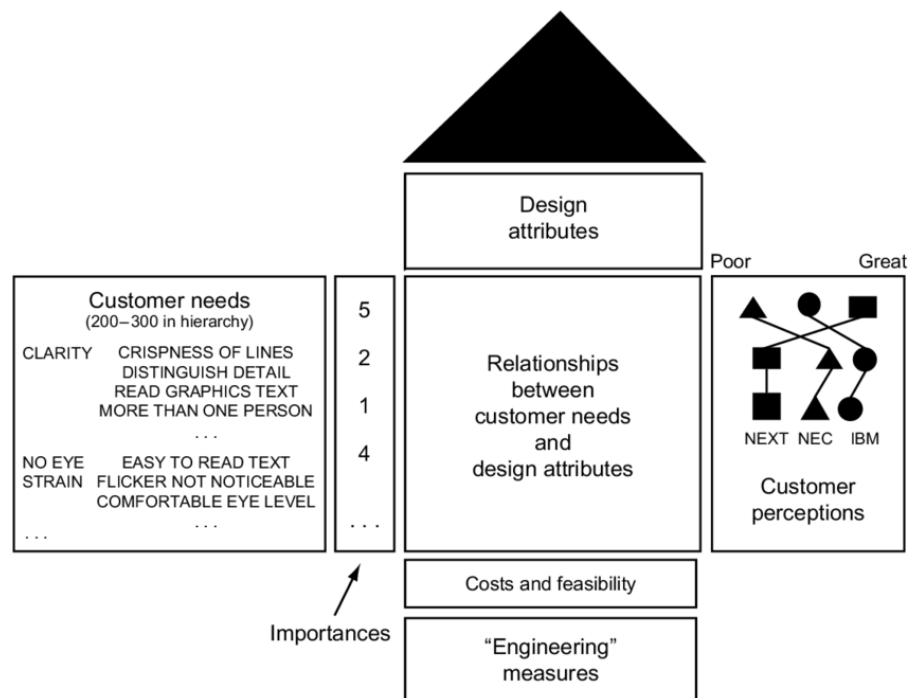 Design
attributes
Poor
Great
Customer needs
(200–300 in hierarchy)
CLARITY CRISPNESS OF LINES
DISTINGUISH DETAIL
READ GRAPHICS TEXT
MORE THAN ONE PERSON
. . .
NO EYE EASY TO READ TEXT
STRAIN FLICKER NOT NOTICEABLE
COMFORTABLE EYE LEVEL
. . .
. . .
5
2
1
4
. . .
Relationships
between
customer needs
and
design attributes
NEXT NEC IBM
Customer
perceptions
Importances
Costs and feasibility
“Engineering”
measures